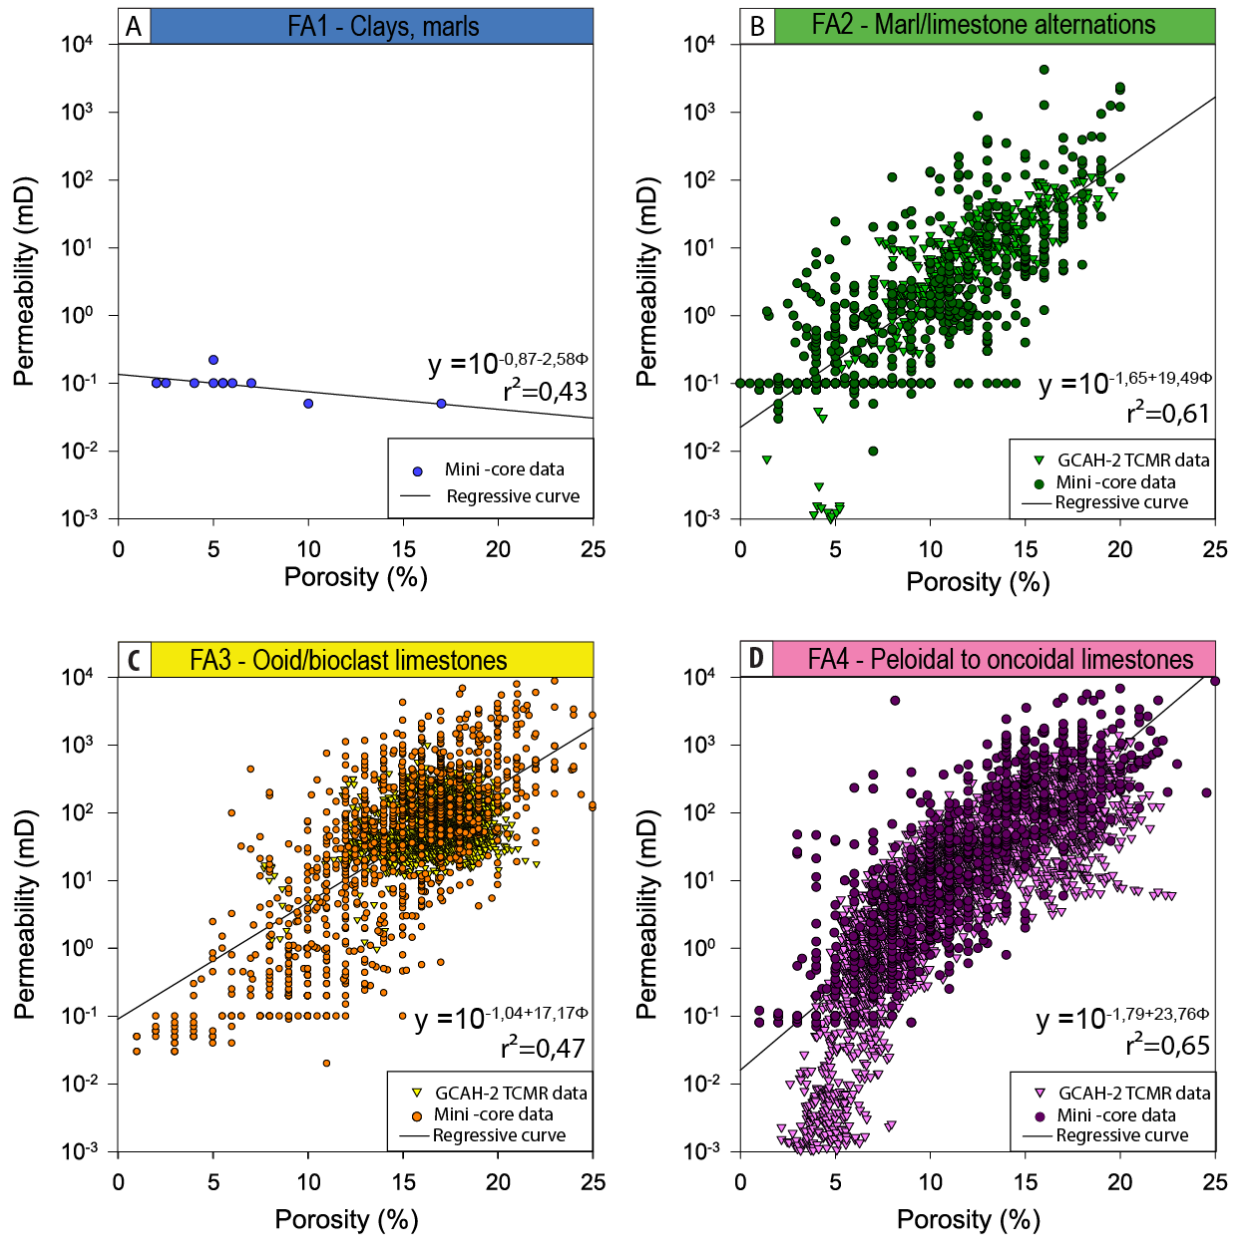 A
FA1 - Clays, marls
10⁴
10³
10²
10¹
10⁰
10⁻¹
10⁻²
10⁻³
Permeability (mD)
y =10⁻⁰,⁸⁷⁻²,⁵⁸Φ
r²=0,43
Mini -core data
Regressive curve
0 5 10 15 20 25
Porosity (%)
B
FA2 - Marl/limestone alternations
10⁴
10³
10²
10¹
10⁰
10⁻¹
10⁻²
10⁻³
Permeability (mD)
y =10⁻¹,⁶⁵⁺¹⁹,⁴⁹Φ
r²=0,61
GCAH-2 TCMR data
Mini -core data
Regressive curve
0 5 10 15 20 25
Porosity (%)
C
FA3 - Ooid/bioclast limestones
10⁴
10³
10²
10¹
10⁰
10⁻¹
10⁻²
10⁻³
Permeability (mD)
y =10⁻¹,⁰⁴⁺¹⁷,¹⁷Φ
r²=0,47
GCAH-2 TCMR data
Mini -core data
Regressive curve
0 5 10 15 20 25
Porosity (%)
D
FA4 - Peloidal to oncoidal limestones
10⁴
10³
10²
10¹
10⁰
10⁻¹
10⁻²
10⁻³
Permeability (mD)
y =10⁻¹,⁷⁹⁺²³,⁷⁶Φ
r²=0,65
GCAH-2 TCMR data
Mini -core data
Regressive curve
0 5 10 15 20 25
Porosity (%)